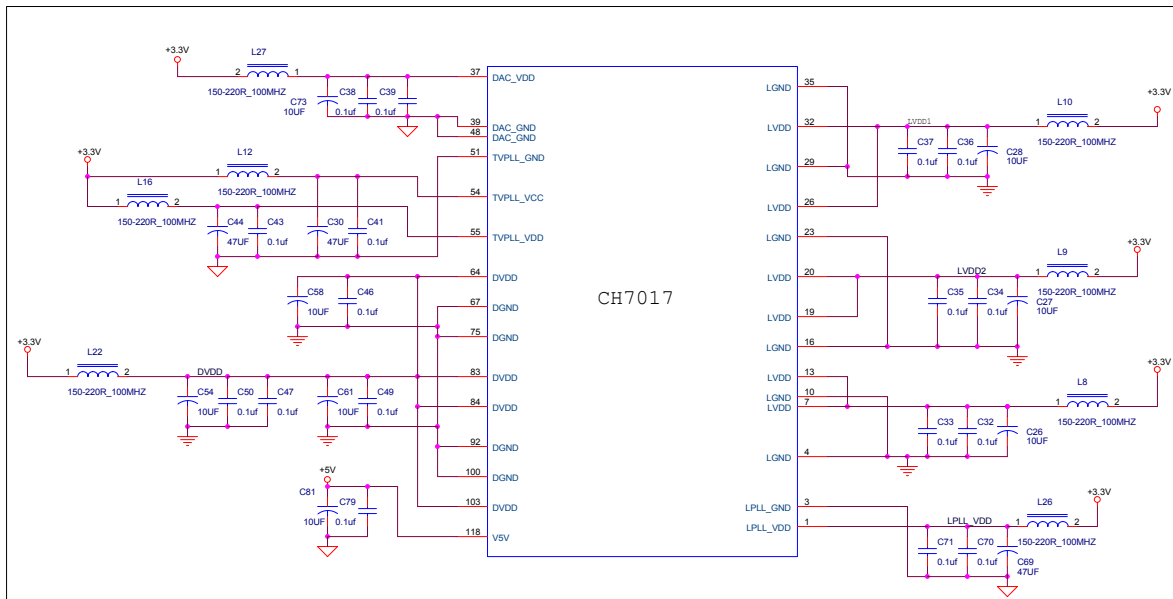 +3.3V
L27
2
1
150-220R_100MHZ
C73
10UF
C38
0.1uf
C39
0.1uf
37
DAC_VDD
39
DAC_GND
48
DAC_GND
51
TVPLL_GND
+3.3V
L12
1
2
150-220R_100MHZ
L16
1
2
150-220R_100MHZ
54
TVPLL_VCC
55
TVPLL_VDD
C44
47UF
C43
0.1uf
C30
47UF
C41
0.1uf
64
DVDD
C58
10UF
C46
0.1uf
67
DGND
75
DGND
+3.3V
L22
1
2
150-220R_100MHZ
DVDD
83
DVDD
C54
10UF
C50
0.1uf
C47
0.1uf
C61
10UF
C49
0.1uf
84
DVDD
92
DGND
100
DGND
+5V
C81
10UF
C79
0.1uf
103
DVDD
118
V5V
CH7017
LGND
35
LVDD
32
LVDD1
L10
1
2
150-220R_100MHZ
+3.3V
C37
0.1uf
C36
0.1uf
C28
10UF
LGND
29
LVDD
26
LGND
23
LVDD
20
LVDD2
L9
1
2
150-220R_100MHZ
+3.3V
C35
0.1uf
C34
0.1uf
C27
10UF
LVDD
19
LGND
16
LVDD
13
LGND
10
LVDD
7
L8
1
2
150-220R_100MHZ
+3.3V
C33
0.1uf
C32
0.1uf
C26
10UF
LGND
4
LPLL_GND
3
LPLL_VDD
1
LPLL_VDD
L26
1
2
150-220R_100MHZ
+3.3V
C71
0.1uf
C70
0.1uf
C69
47UF